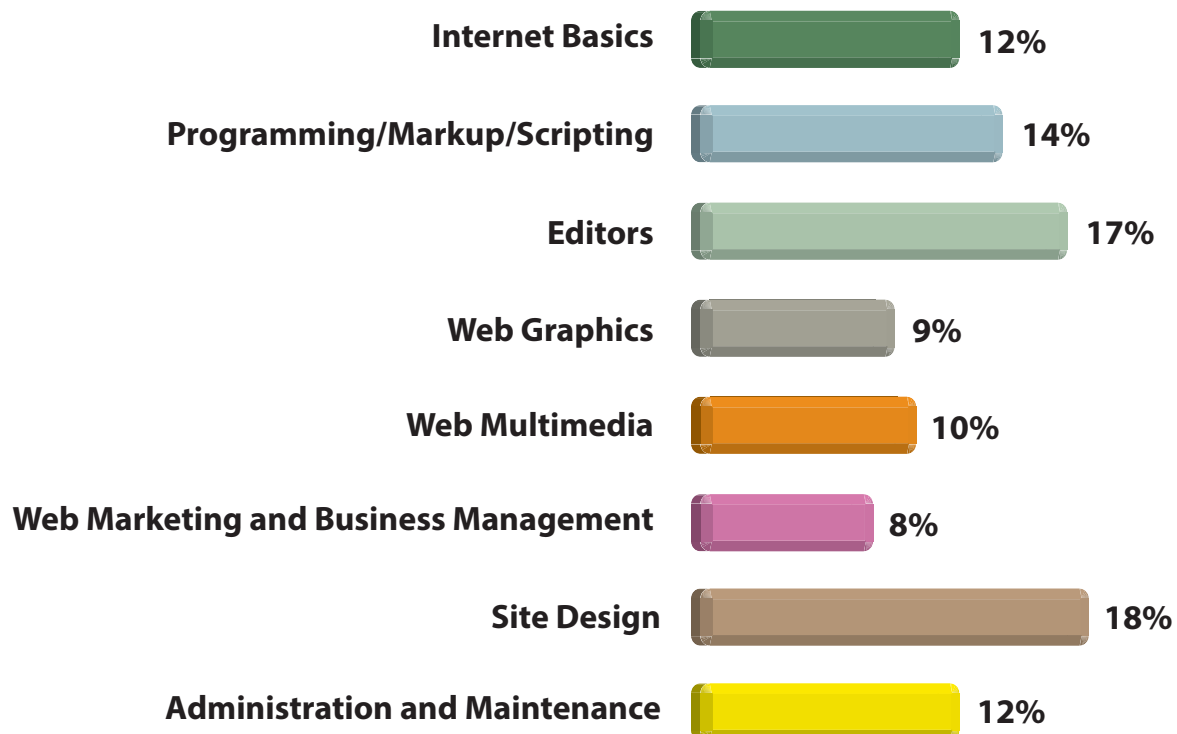 Internet Basics 12%
Programming/Markup/Scripting 14%
Editors 17%
Web Graphics 9%
Web Multimedia 10%
Web Marketing and Business Management 8%
Site Design 18%
Administration and Maintenance 12%